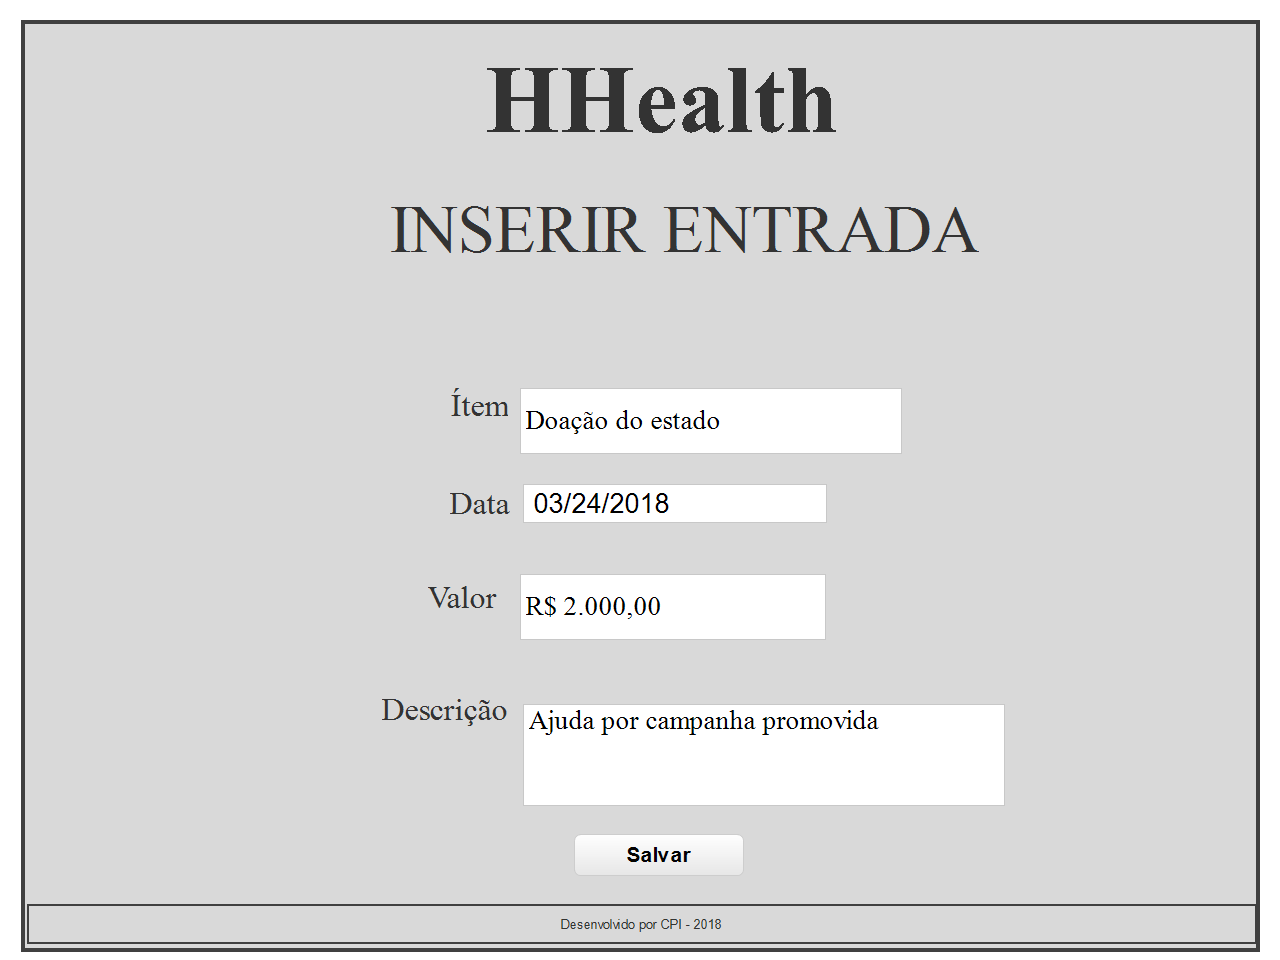 HHealth
INSERIR ENTRADA
Ítem
Doação do estado
Data
03/24/2018
Valor
R$ 2.000,00
Descrição
Ajuda por campanha promovida
Salvar
Desenvolvido por CPI - 2018